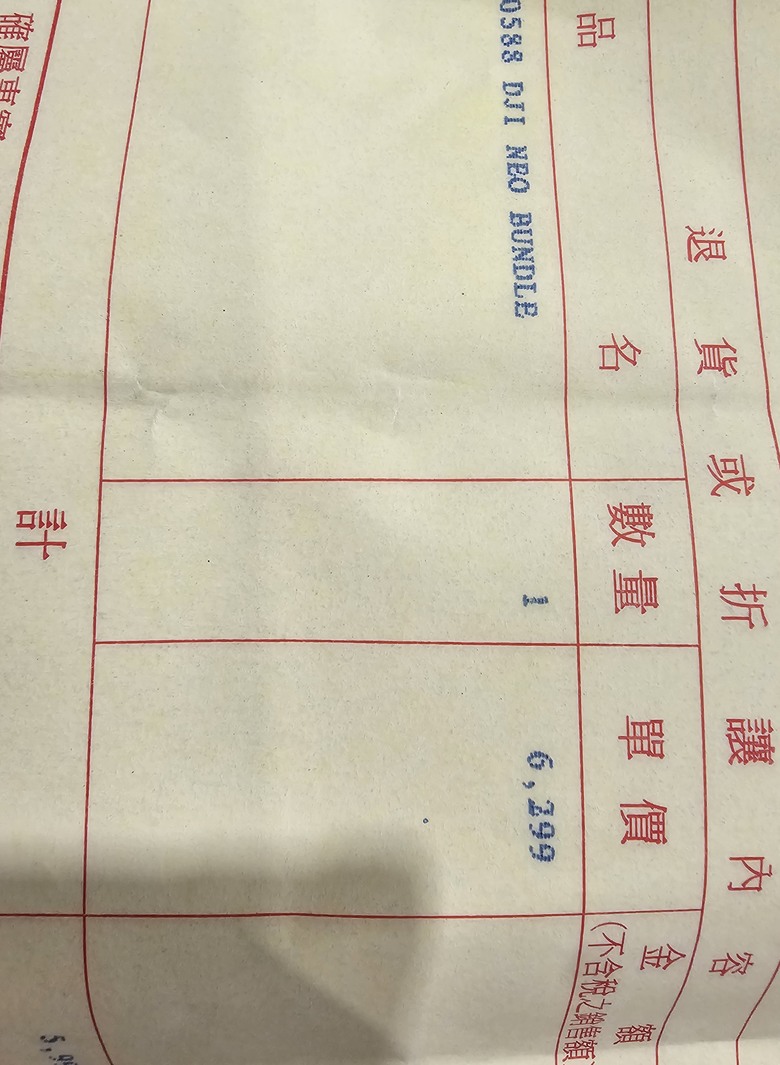 退貨或折讓內容
品名 數量 單價 金額
(不含稅之銷售額)
0588 DJI NEO BUNDLE 1 6,299
計